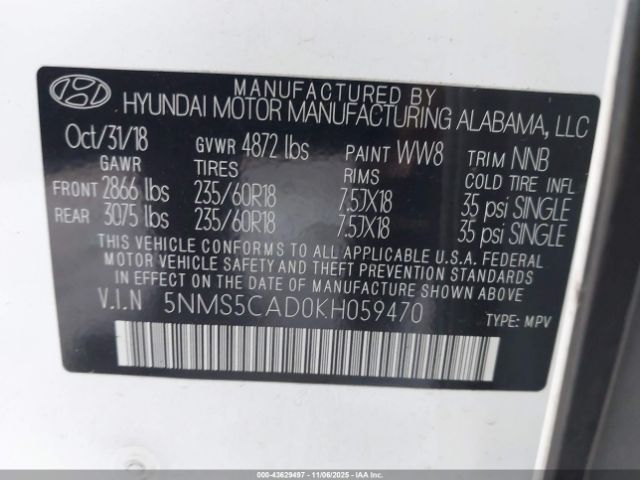 MANUFACTURED BY
HYUNDAI MOTOR MANUFACTURING ALABAMA, LLC
Oct/31/18 GVWR 4872 lbs PAINT WW8 TRIM NNB
GAWR TIRES RIMS COLD TIRE INFL
FRONT 2866 lbs 235/60R18 7.5JX18 35 psi SINGLE
REAR 3075 lbs 235/60R18 7.5JX18 35 psi SINGLE
THIS VEHICLE CONFORMS TO ALL APPLICABLE U.S.A. FEDERAL
MOTOR VEHICLE SAFETY AND THEFT PREVENTION STANDARDS
IN EFFECT ON THE DATE OF MANUFACTURE SHOWN ABOVE.
V.I.N 5NMS5CAD0KH059470 TYPE: MPV
000-43629497 - 11/06/2025 - IAAI.COM